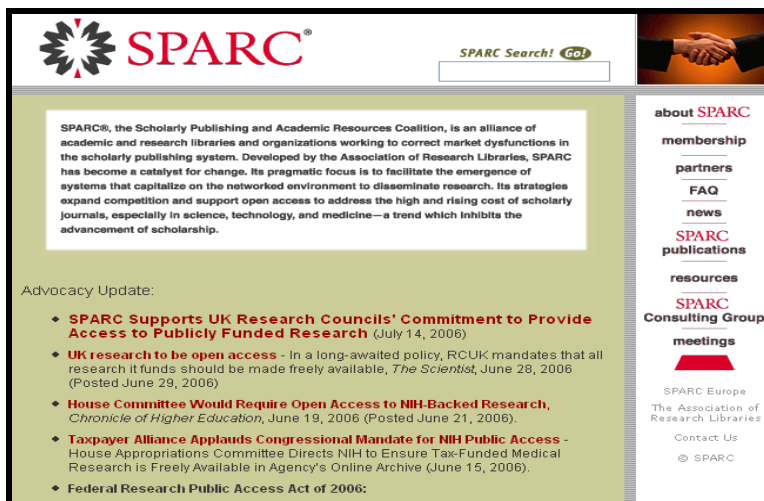 SPARC®
SPARC Search! Go!
SPARC®, the Scholarly Publishing and Academic Resources Coalition, is an alliance of
academic and research libraries and organizations working to correct market dysfunctions in
the scholarly publishing system. Developed by the Association of Research Libraries, SPARC
has become a catalyst for change. Its pragmatic focus is to facilitate the emergence of
systems that capitalize on the networked environment to disseminate research. Its strategies
expand competition and support open access to address the high and rising cost of scholarly
journals, especially in science, technology, and medicine—a trend which inhibits the
advancement of scholarship.
Advocacy Update:
◆ SPARC Supports UK Research Councils' Commitment to Provide
Access to Publicly Funded Research (July 14, 2006)
◆ UK research to be open access - In a long-awaited policy, RCUK mandates that all
research it funds should be made freely available, The Scientist, June 28, 2006
(Posted June 29, 2006)
◆ House Committee Would Require Open Access to NIH-Backed Research,
Chronicle of Higher Education, June 19, 2006 (Posted June 21, 2006).
◆ Taxpayer Alliance Applauds Congressional Mandate for NIH Public Access -
House Appropriations Committee Directs NIH to Ensure Tax-Funded Medical
Research is Freely Available in Agency's Online Archive (June 15, 2006).
◆ Federal Research Public Access Act of 2006:
about SPARC
membership
partners
FAQ
news
SPARC
publications
resources
SPARC
Consulting Group
meetings
SPARC Europe
The Association of
Research Libraries
Contact Us
© SPARC